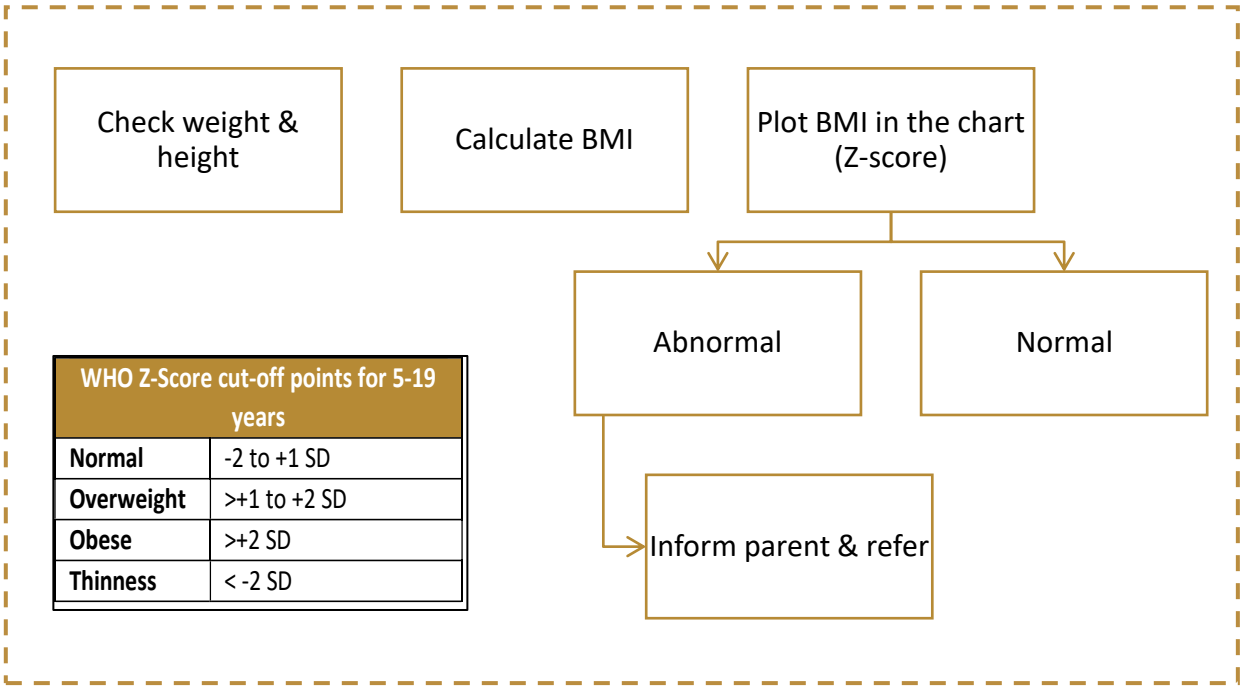 Check weight &
height
Calculate BMI
Plot BMI in the chart
(Z-score)
Abnormal
Normal
Inform parent & refer
WHO Z-Score cut-off points for 5-19
years
Normal -2 to +1 SD
Overweight >+1 to +2 SD
Obese >+2 SD
Thinness < -2 SD